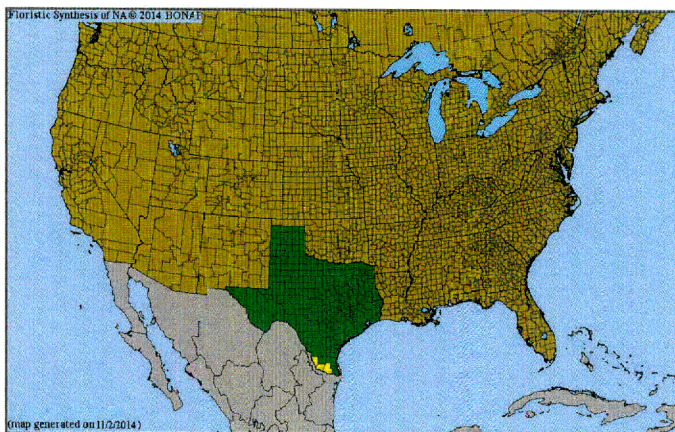 Floristic Synthesis of NA © 2014 BONAP
(map generated on 11/2/2014)